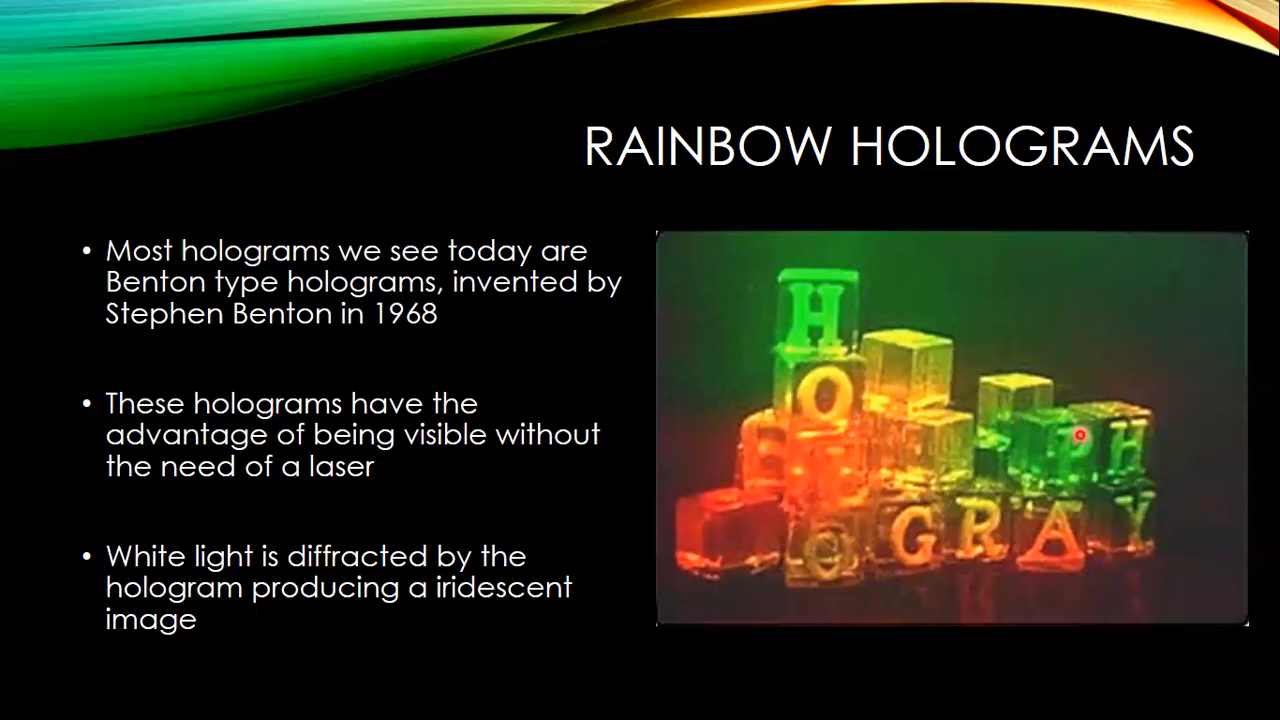 RAINBOW HOLOGRAMS
• Most holograms we see today are
Benton type holograms, invented by
Stephen Benton in 1968
• These holograms have the
advantage of being visible without
the need of a laser
• White light is diffracted by the
hologram producing a iridescent
image
H
O
P H
O G R A Y